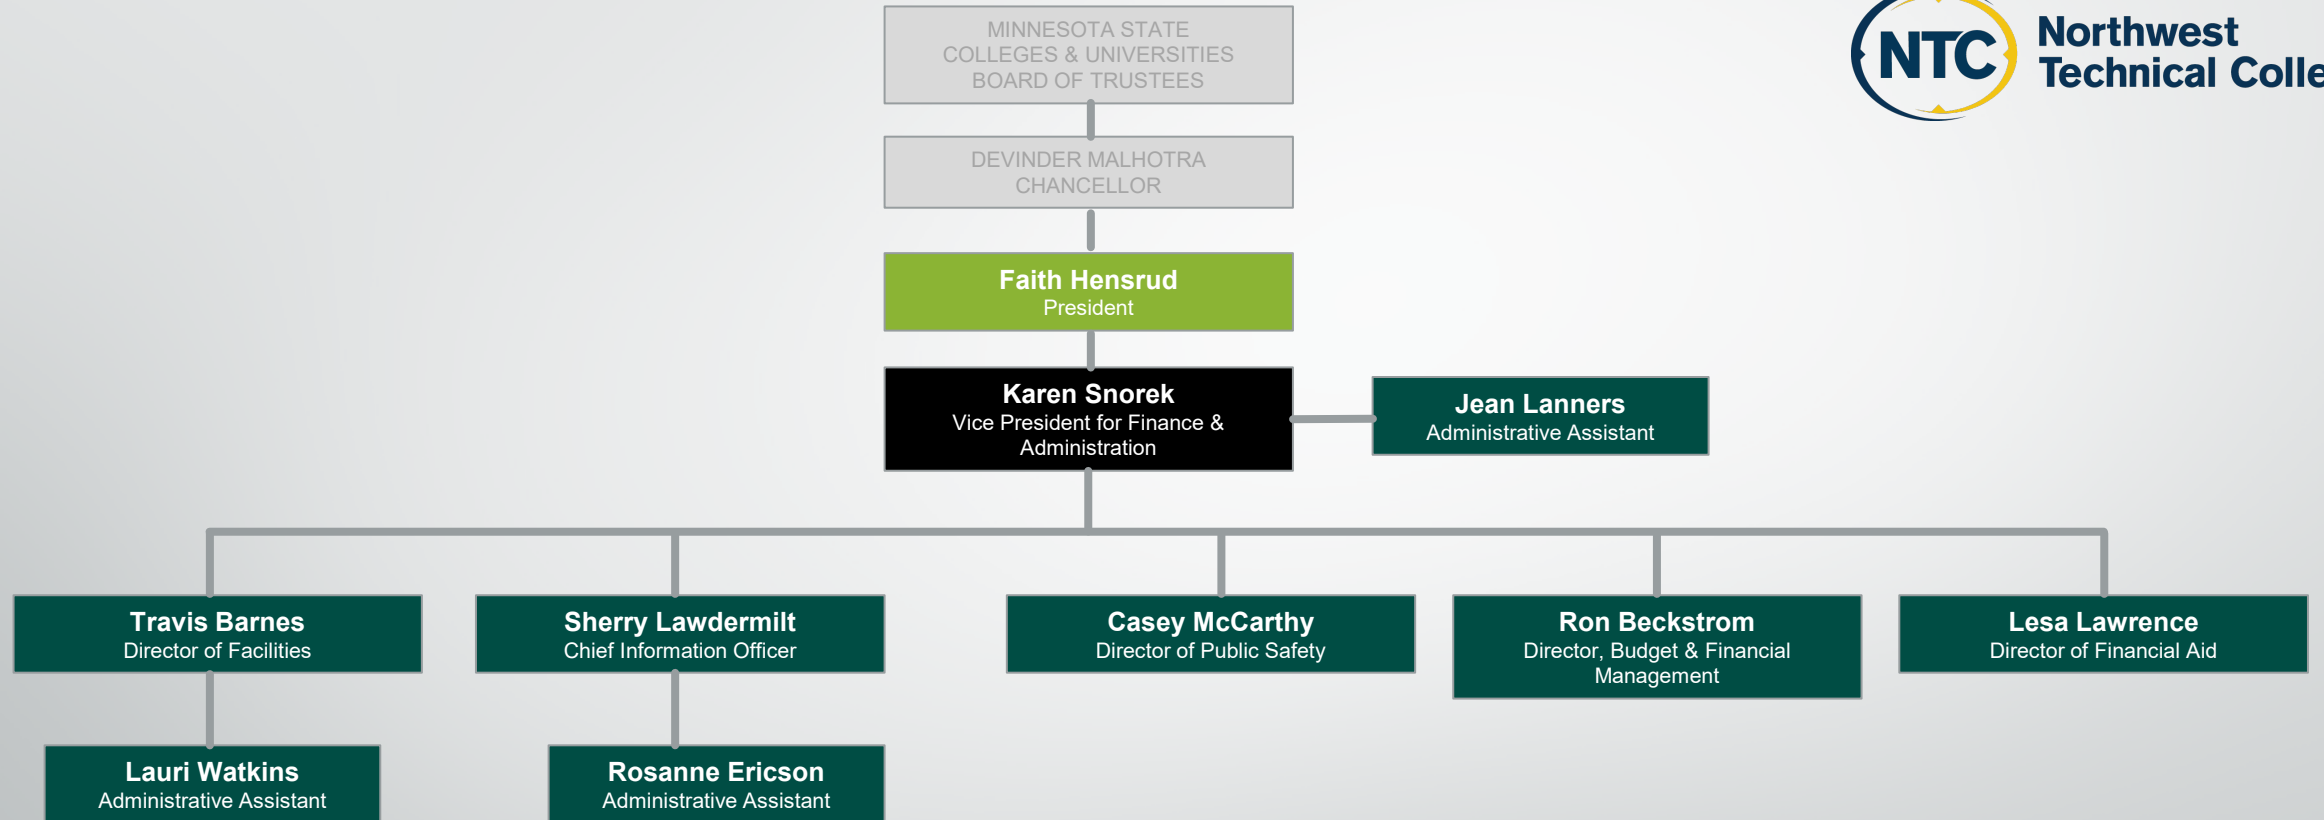 MINNESOTA STATE
COLLEGES & UNIVERSITIES
BOARD OF TRUSTEES
NTC
Northwest
Technical
DEVINDER MALHOTRA
CHANCELLOR
Faith Hensrud
President
Karen Snorek
Vice President for Finance &
Administration
Jean Lanners
Administrative Assistant
Travis Barnes
Director of Facilities
Sherry Lawdermilt
Chief Information Officer
Casey McCarthy
Director of Public Safety
Ron Beckstrom
Director, Budget & Financial
Management
Lesa Lawrence
Director of Financial Aid
Lauri Watkins
Administrative Assistant
Rosanne Ericson
Administrative Assistant